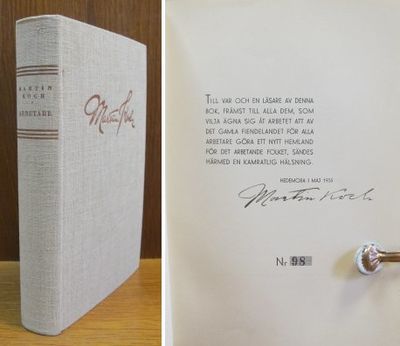 MARTIN
KOCH
ARBETARE
Martin Koch
TILL VAR OCH EN LÄSARE AV DENNA
BOK, FRÄMST TILL ALLA DEM, SOM
VILJA ÄGNA SIG ÅT ARBETET ATT AV
DET GAMLA FIENDELANDET FÖR ALLA
ARBETARE GÖRA ETT NYTT HEMLAND
FÖR DET ARBETANDE FOLKET, SÄNDES
HÄRMED EN KAMRATLIG HÄLSNING.
HEDEMORA I MAJ 1935
Martin Koch
Nr 98